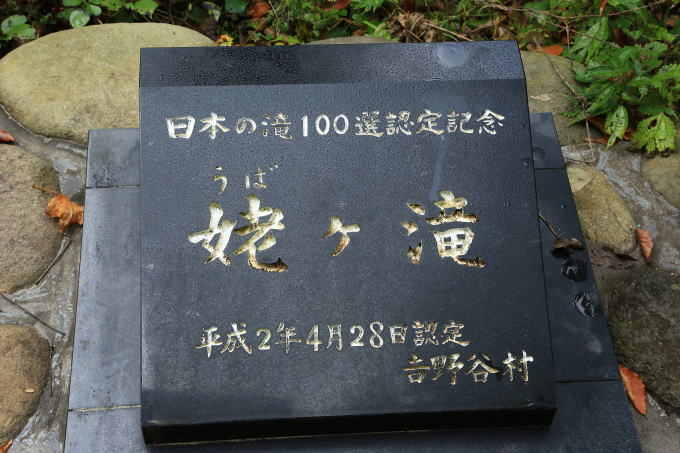 日本の滝100選認定記念
うば
姥ヶ滝
平成2年4月28日認定
𠮷野谷村